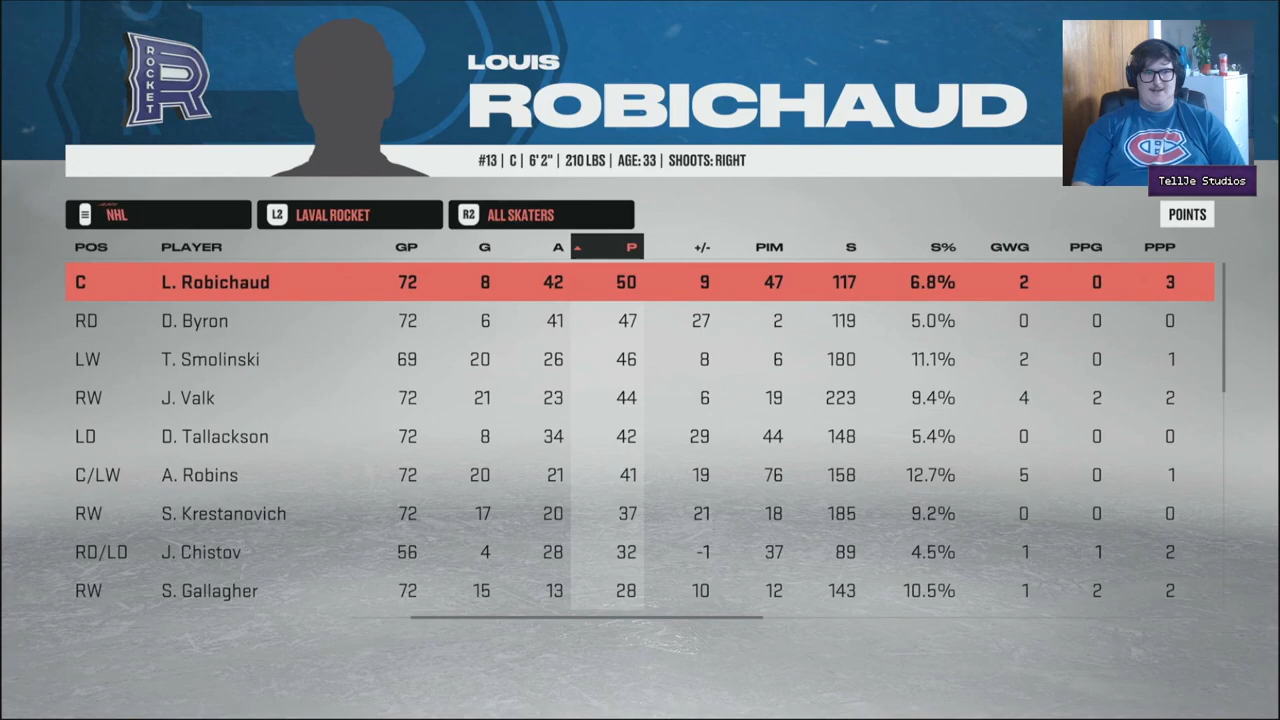 ROCKET
LOUIS
ROBICHAUD
#13 | C | 6' 2" | 210 LBS | AGE: 33 | SHOOTS: RIGHT
TellJe Studios
NHL L2 LAVAL ROCKET R2 ALL SKATERS POINTS
POS PLAYER GP G A P +/- PIM S S% GWG PPG PPP
C L. Robichaud 72 8 42 50 9 47 117 6.8% 2 0 3
RD D. Byron 72 6 41 47 27 2 119 5.0% 0 0 0
LW T. Smolinski 69 20 26 46 8 6 180 11.1% 2 0 1
RW J. Valk 72 21 23 44 6 19 223 9.4% 4 2 2
LD D. Tallackson 72 8 34 42 29 44 148 5.4% 0 0 0
C/LW A. Robins 72 20 21 41 19 76 158 12.7% 5 0 1
RW S. Krestanovich 72 17 20 37 21 18 185 9.2% 0 0 0
RD/LD J. Chistov 56 4 28 32 -1 37 89 4.5% 1 1 2
RW S. Gallagher 72 15 13 28 10 12 143 10.5% 1 2 2